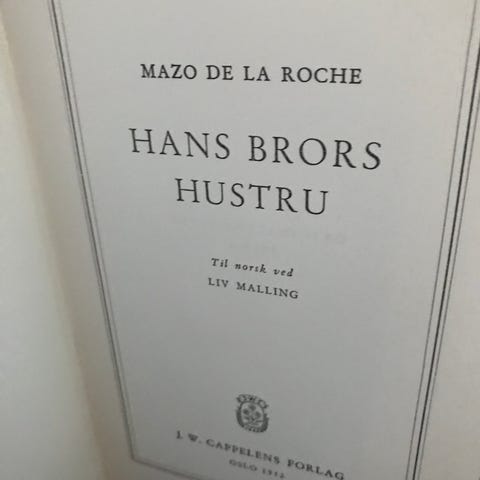 MAZO DE LA ROCHE
HANS BRORS
HUSTRU
Til norsk ved
LIV MALLING
J. W. CAPPELENS FORLAG
OSLO